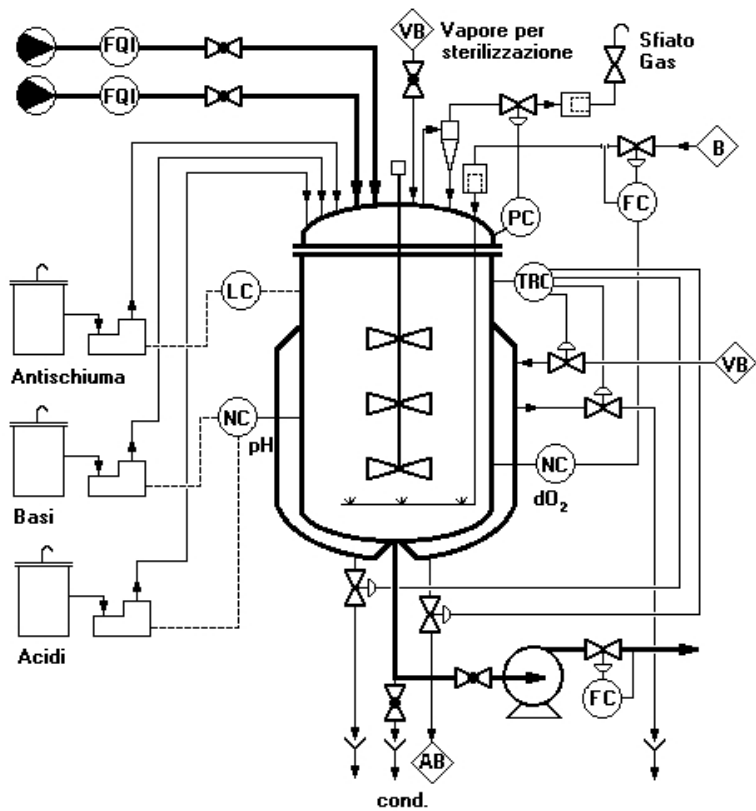 FQI
VB
Vapore per
sterilizzazione
Sfiato
Gas
FQI
B
PC
FC
TRC
LC
VB
Antischiuma
NC
pH
NC
dO₂
Basi
Acidi
FC
AB
cond.